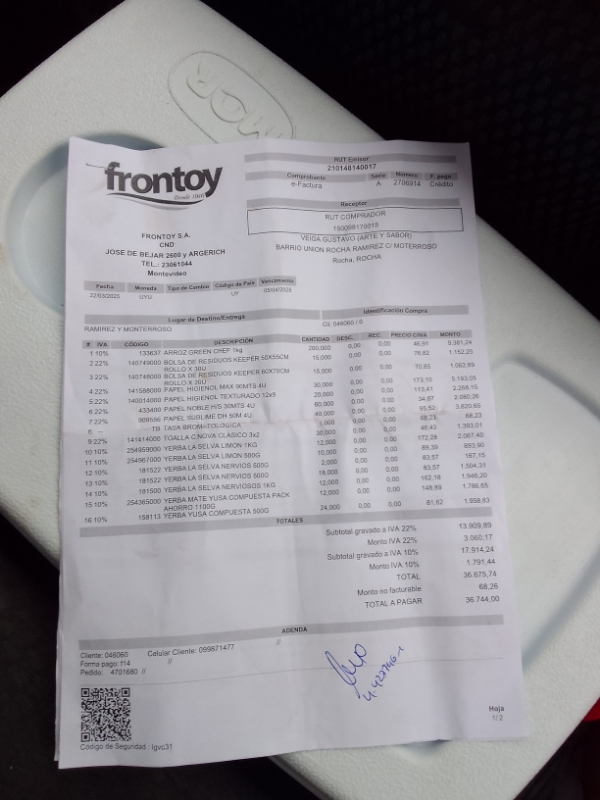 frontoy
Desde 1966
RUT Emisor
210148140017
Comprobante Serie Número F. pago
e-Factura A 2706914 Crédito
Receptor
RUT COMPRADOR
150098170018
VEIGA GUSTAVO (ARTE Y SABOR)
BARRIO UNION ROCHA RAMIREZ C/ MOTERROSO
Rocha, ROCHA
FRONTOY S.A.
CND
JOSE DE BEJAR 2600 y ARGERICH
TEL.: 23061044
Montevideo
Fecha Moneda Tipo de Cambio Código de País Vencimiento
22/03/2025 UYU UY 05/04/2025
Lugar de Destino/Entrega
RAMIREZ Y MONTERROSO
Identificación Compra
Cli 046060 / 0
# IVA CÓDIGO DESCRIPCIÓN CANTIDAD DESC. REC. PRECIO C/IVA MONTO
1 10% 133637 ARROZ GREEN CHEF 1kg 200,000 0,00 0,00 46,91 9.381,24
2 22% 140749000 BOLSA DE RESIDUOS KEEPER 50X55CM ROLLO X 30U 15,000 0,00 0,00 76,82 1.152,25
3 22% 140748000 BOLSA DE RESIDUOS KEEPER 60X70CM ROLLO X 20U 15,000 0,00 0,00 70,85 1.062,69
4 22% 141588000 PAPEL HIGIENOL MAX 90MTS 4U 30,000 0,00 0,00 173,10 5.193,05
5 22% 140014000 PAPEL HIGIENOL TEXTURADO 12x9 20,000 0,00 0,00 113,41 2.268,15
6 22% 433400 PAPEL NOBLE H/S 30MTS 4U 60,000 0,00 0,00 34,67 2.080,26
7 22% 009556 PAPEL SUBLIME DH 50M 4U 40,000 0,00 0,00 95,52 3.820,65
8 -- TB TASA BROMATOLOGICA 0,00 0,00 68,23 68,23
9 22% 141414000 TOALLA C/NOVA CLASICO 3x2 30,000 0,00 0,00 46,43 1.393,01
10 10% 254959000 YERBA LA SELVA LIMON 1KG 12,000 0,00 0,00 172,28 2.067,40
11 10% 254967000 YERBA LA SELVA LIMON 500G 10,000 0,00 0,00 89,39 893,90
12 10% 181522 YERBA LA SELVA NERVIOS 500G 2,000 0,00 0,00 83,57 167,15
13 10% 181522 YERBA LA SELVA NERVIOS 500G 18,000 0,00 0,00 83,57 1.504,31
14 10% 181500 YERBA LA SELVA NERVIOSOS 1KG 12,000 0,00 0,00 162,18 1.946,20
15 10% 254365000 YERBA MATE YUSA COMPUESTA PACK AHORRO 1100G 12,000 0,00 0,00 148,89 1.786,65
16 10% 158113 YERBA YUSA COMPUESTA 500G 24,000 0,00 0,00 81,62 1.958,83
TOTALES
Subtotal gravado a IVA 22% 13.909,89
Monto IVA 22% 3.060,17
Subtotal gravado a IVA 10% 17.914,24
Monto IVA 10% 1.791,44
TOTAL 36.675,74
Monto no facturable 68,26
TOTAL A PAGAR 36.744,00
ADENDA
Cliente: 046060 Celular Cliente: 099871477 //
Forma pago: f14 //
Pedido: 4701680 //
Código de Seguridad : lgvc31
Hoja
1/2